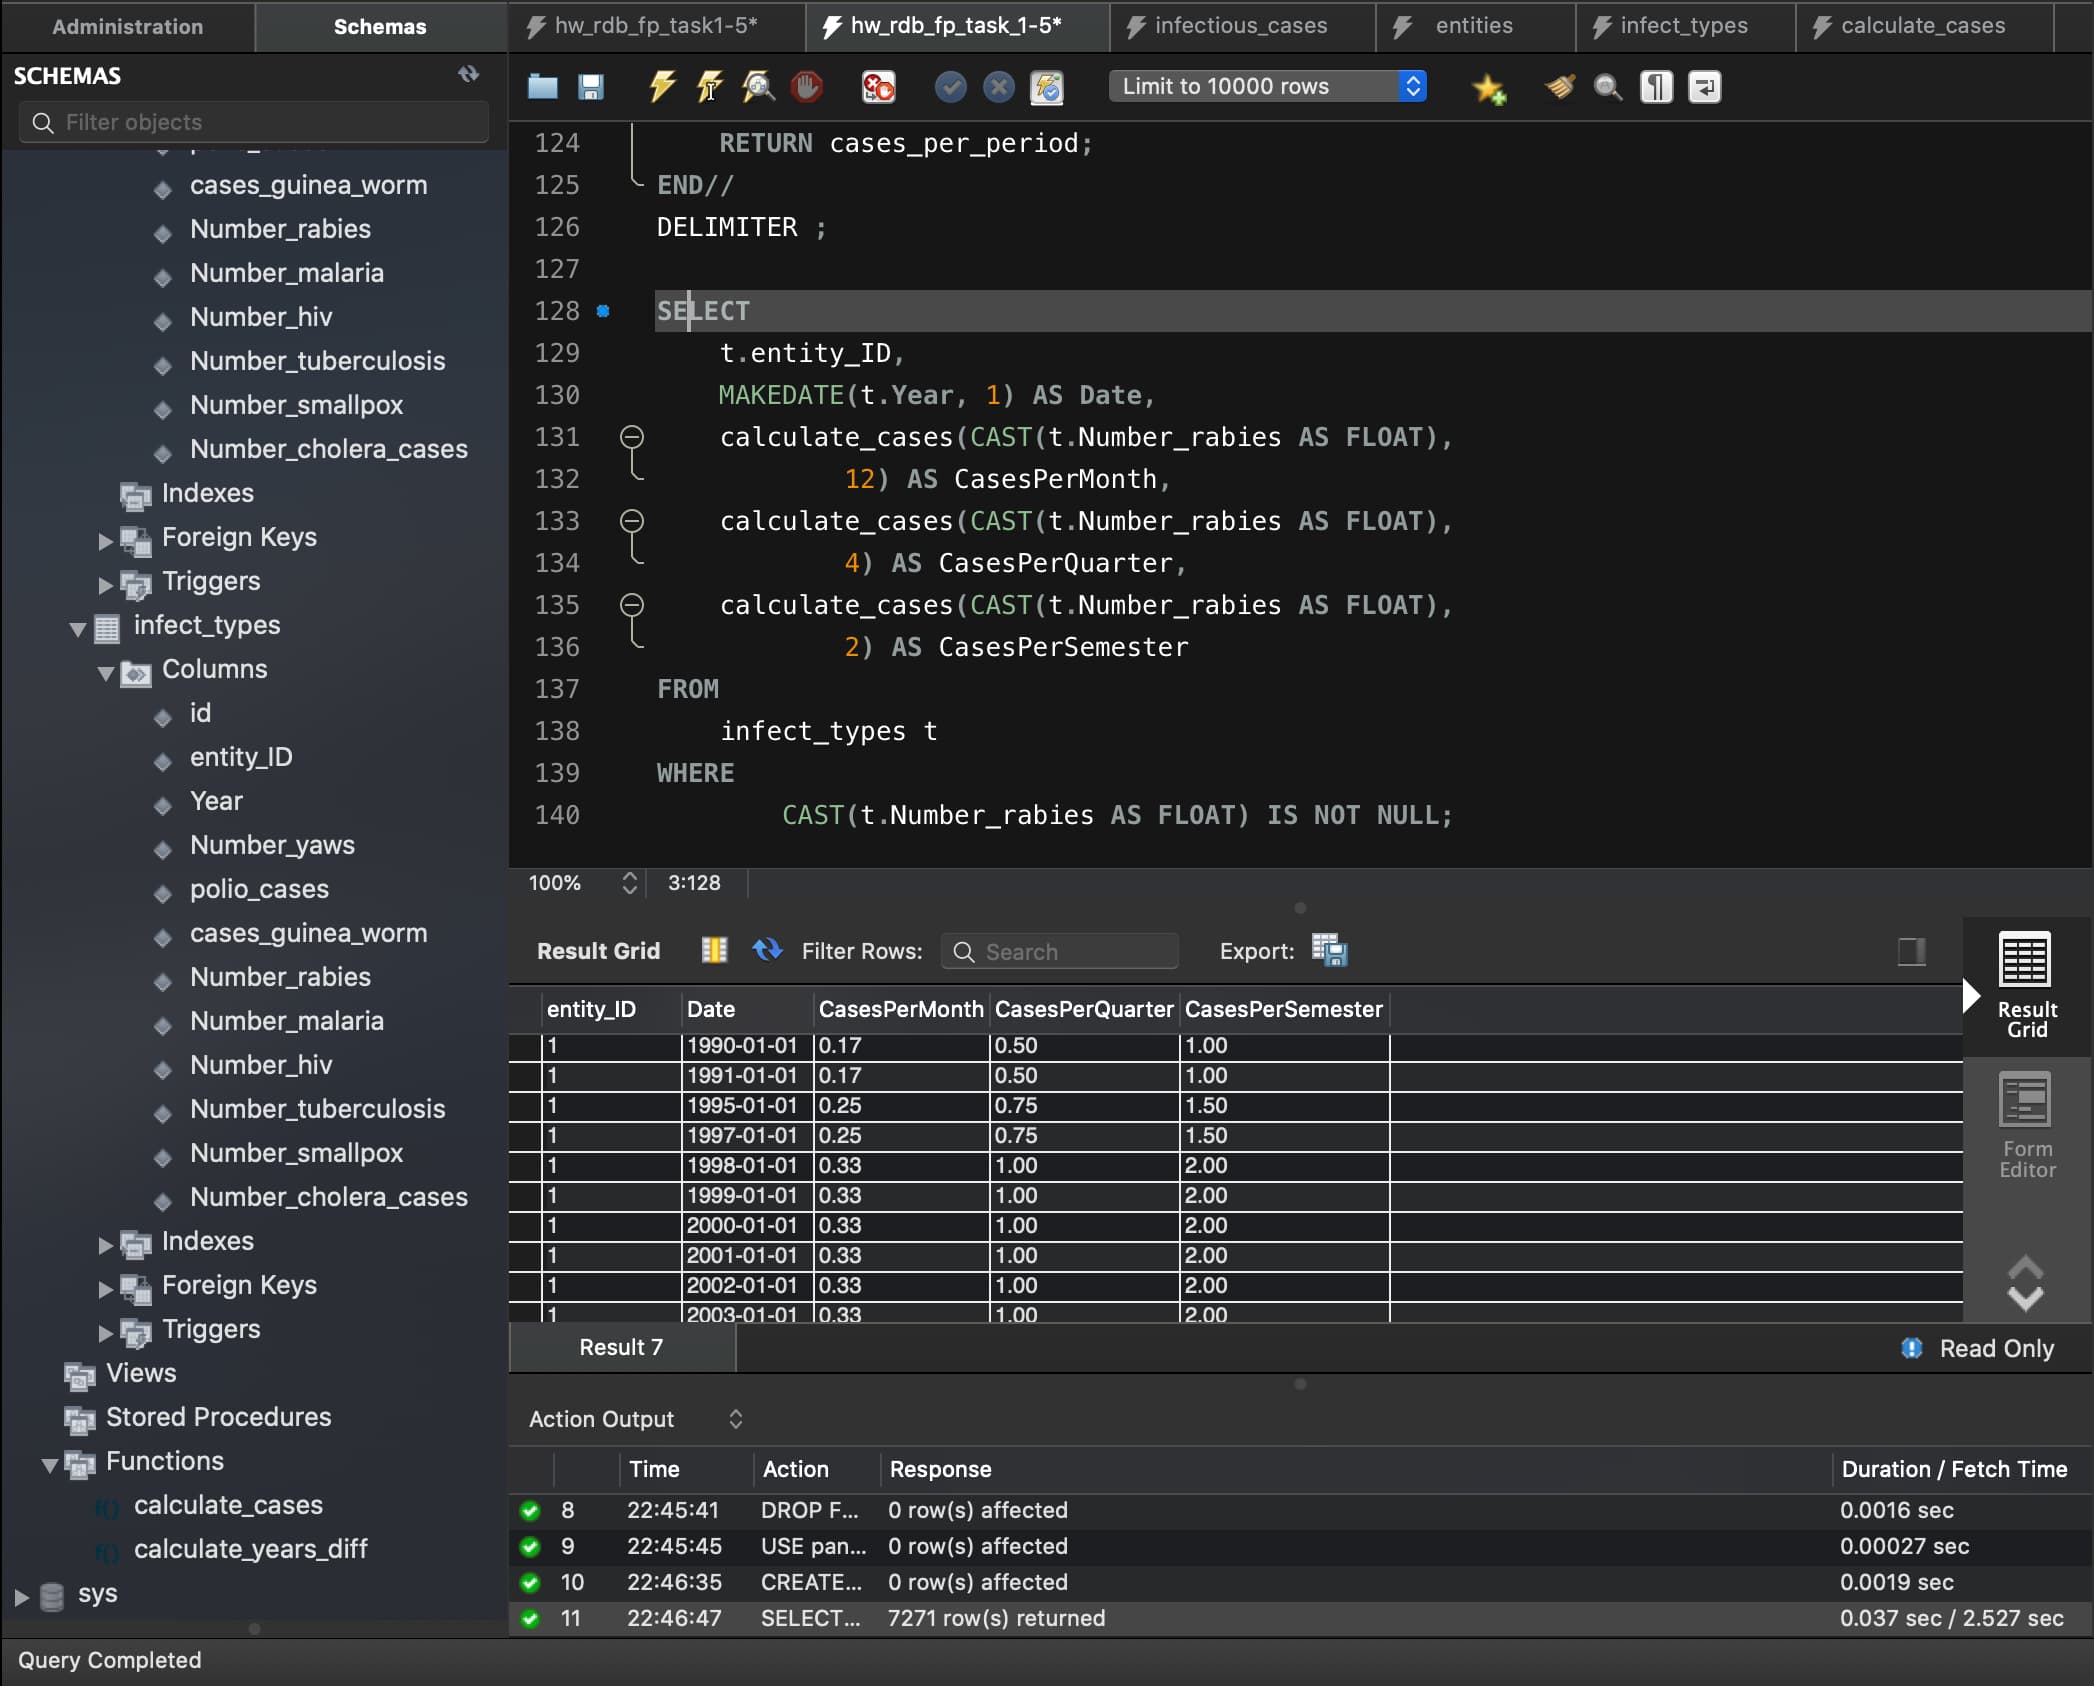 Administration
Schemas
hw_rdb_fp_task1-5*
hw_rdb_fp_task_1-5*
infectious_cases
entities
infect_types
calculate_cases
SCHEMAS
Filter objects
cases_guinea_worm
Number_rabies
Number_malaria
Number_hiv
Number_tuberculosis
Number_smallpox
Number_cholera_cases
Indexes
Foreign Keys
Triggers
infect_types
Columns
id
entity_ID
Year
Number_yaws
polio_cases
cases_guinea_worm
Number_rabies
Number_malaria
Number_hiv
Number_tuberculosis
Number_smallpox
Number_cholera_cases
Indexes
Foreign Keys
Triggers
Views
Stored Procedures
Functions
f() calculate_cases
f() calculate_years_diff
sys
Query Completed
Limit to 10000 rows
124 RETURN cases_per_period;
125 END//
126 DELIMITER ;
127
128 SELECT
129 t.entity_ID,
130 MAKEDATE(t.Year, 1) AS Date,
131 calculate_cases(CAST(t.Number_rabies AS FLOAT),
132 12) AS CasesPerMonth,
133 calculate_cases(CAST(t.Number_rabies AS FLOAT),
134 4) AS CasesPerQuarter,
135 calculate_cases(CAST(t.Number_rabies AS FLOAT),
136 2) AS CasesPerSemester
137 FROM
138 infect_types t
139 WHERE
140 CAST(t.Number_rabies AS FLOAT) IS NOT NULL;
100% 3:128
Result Grid Filter Rows: Search Export:
entity_ID Date CasesPerMonth CasesPerQuarter CasesPerSemester
1 1990-01-01 0.17 0.50 1.00
1 1991-01-01 0.17 0.50 1.00
1 1995-01-01 0.25 0.75 1.50
1 1997-01-01 0.25 0.75 1.50
1 1998-01-01 0.33 1.00 2.00
1 1999-01-01 0.33 1.00 2.00
1 2000-01-01 0.33 1.00 2.00
1 2001-01-01 0.33 1.00 2.00
1 2002-01-01 0.33 1.00 2.00
1 2003-01-01 0.33 1.00 2.00
Result
Grid
Form
Editor
Result 7
Read Only
Action Output
Time Action Response Duration / Fetch Time
8 22:45:41 DROP F... 0 row(s) affected 0.0016 sec
9 22:45:45 USE pan... 0 row(s) affected 0.00027 sec
10 22:46:35 CREATE... 0 row(s) affected 0.0019 sec
11 22:46:47 SELECT... 7271 row(s) returned 0.037 sec / 2.527 sec